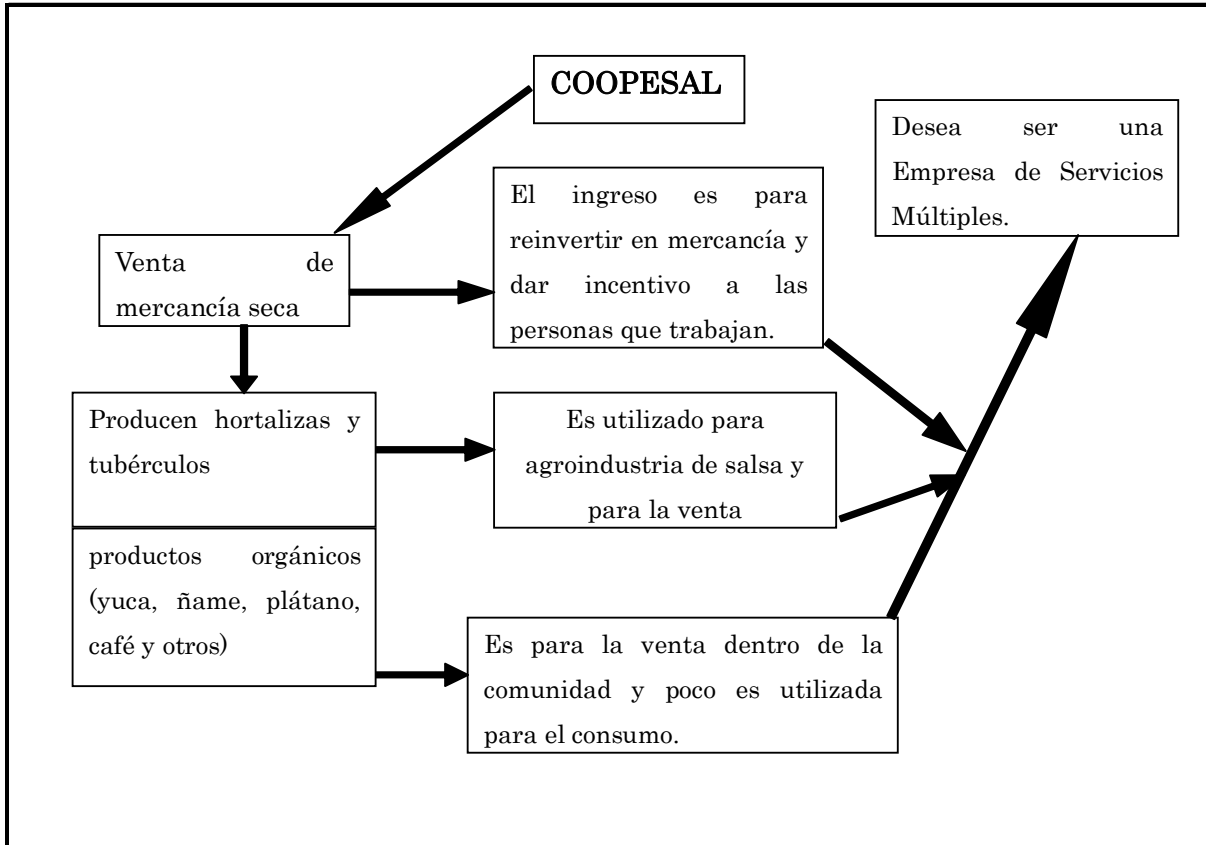 COOPESAL
Desea ser una
Empresa de Servicios
Múltiples.
El ingreso es para
reinvertir en mercancía y
dar incentivo a las
personas que trabajan.
Venta de
mercancía seca
Producen hortalizas y
tubérculos
Es utilizado para
agroindustria de salsa y
para la venta
productos orgánicos
(yuca, ñame, plátano,
café y otros)
Es para la venta dentro de la
comunidad y poco es utilizada
para el consumo.